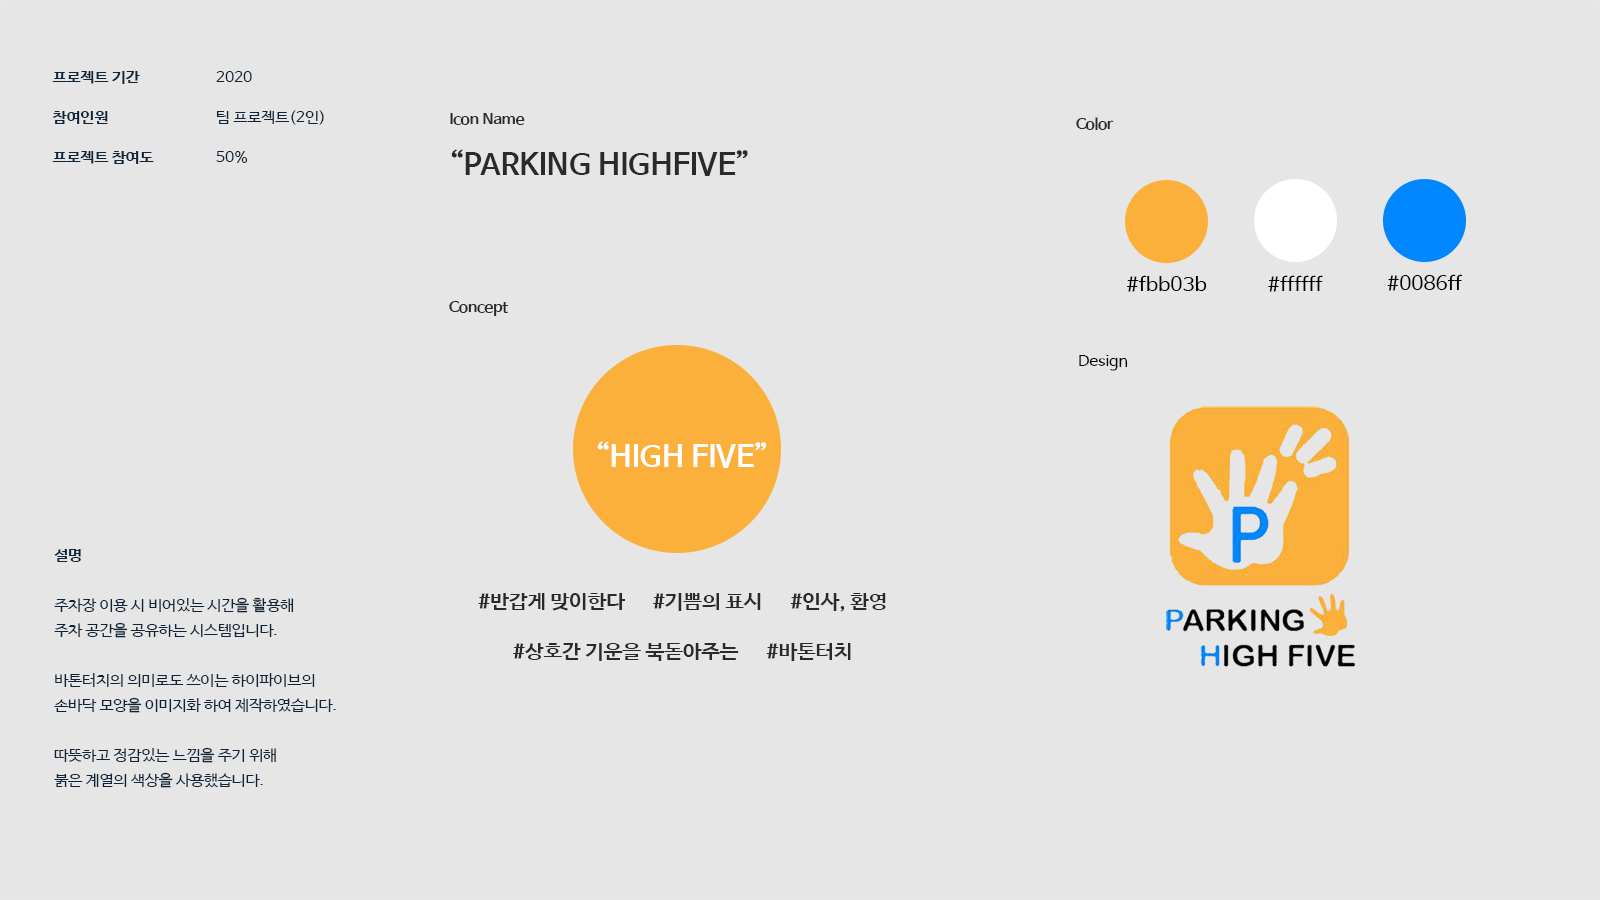 프로젝트 기간 2020
참여인원 팀 프로젝트(2인)
프로젝트 참여도 50%
설명
주차장 이용 시 비어있는 시간을 활용해
주차 공간을 공유하는 시스템입니다.
바톤터치의 의미로도 쓰이는 하이파이브의
손바닥 모양을 이미지화 하여 제작하였습니다.
따뜻하고 정감있는 느낌을 주기 위해
붉은 계열의 색상을 사용했습니다.
Icon Name
“PARKING HIGHFIVE”
Concept
“HIGH FIVE”
#반갑게 맞이한다 #기쁨의 표시 #인사, 환영
#상호간 기운을 북돋아주는 #바톤터치
Color
#fbb03b #ffffff #0086ff
Design
P
PARKING
HIGH FIVE